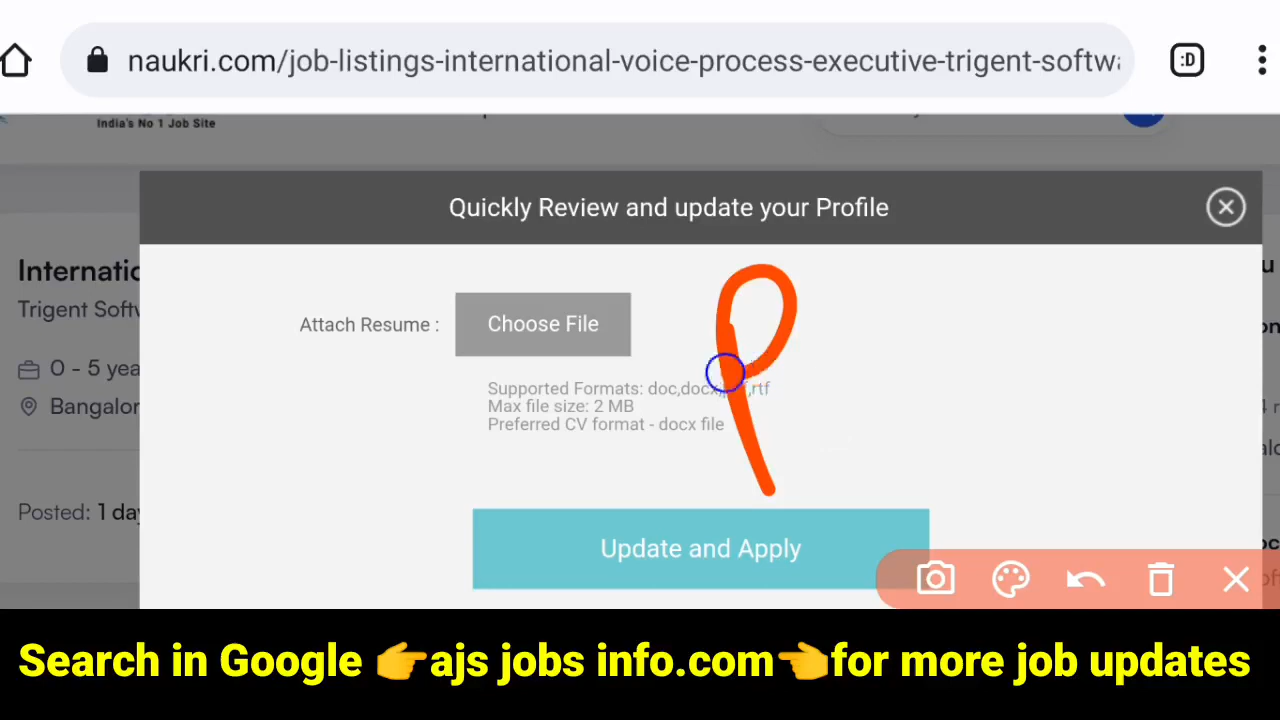 naukri.com/job-listings-international-voice-process-executive-trigent-softwa
:D
India's No 1 Job Site
Quickly Review and update your Profile
Internatio
Trigent Softw
0 - 5 yea
Bangalor
Posted: 1 day
Attach Resume :
Choose File
Supported Formats: doc,docx,pdf,rtf
Max file size: 2 MB
Preferred CV format - docx file
Update and Apply
Search in Google 👉ajs jobs info.com👈for more job updates